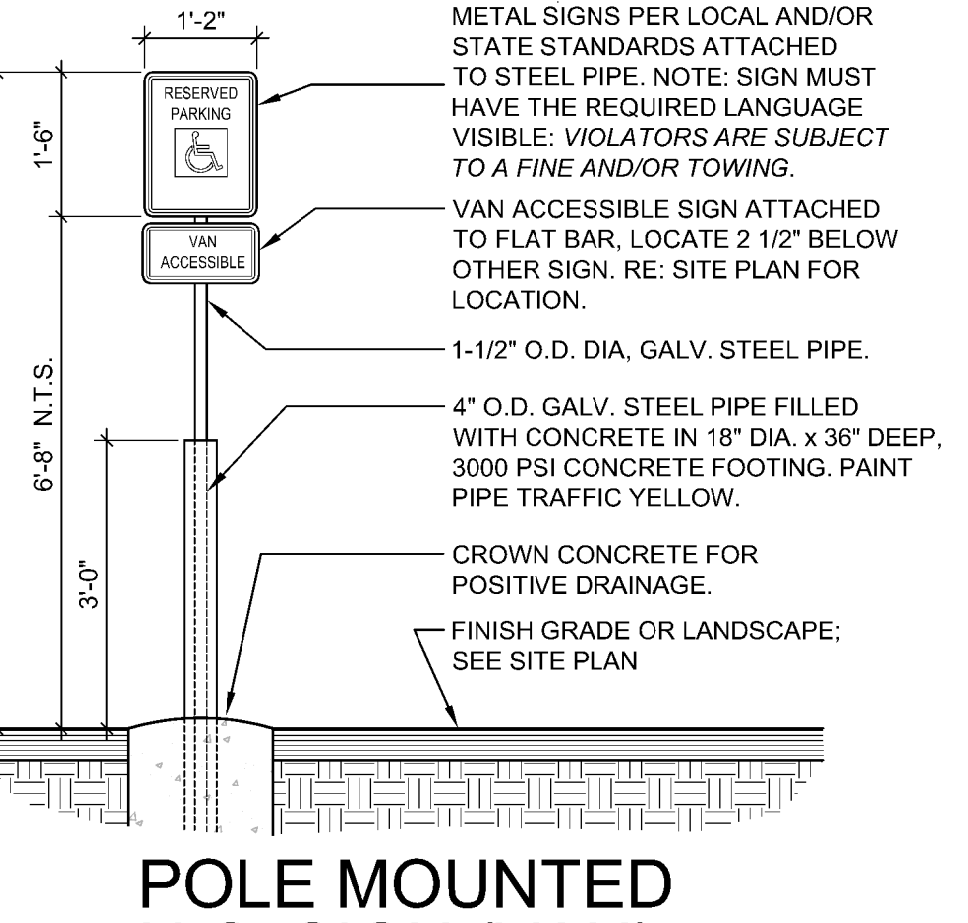 1'-2"
RESERVED
PARKING
1'-6"
VAN
ACCESSIBLE
6'-8" N.T.S.
3'-0"
METAL SIGNS PER LOCAL AND/OR
STATE STANDARDS ATTACHED
TO STEEL PIPE. NOTE: SIGN MUST
HAVE THE REQUIRED LANGUAGE
VISIBLE: VIOLATORS ARE SUBJECT
TO A FINE AND/OR TOWING.
VAN ACCESSIBLE SIGN ATTACHED
TO FLAT BAR, LOCATE 2 1/2" BELOW
OTHER SIGN. RE: SITE PLAN FOR
LOCATION.
1-1/2" O.D. DIA, GALV. STEEL PIPE.
4" O.D. GALV. STEEL PIPE FILLED
WITH CONCRETE IN 18" DIA. x 36" DEEP,
3000 PSI CONCRETE FOOTING. PAINT
PIPE TRAFFIC YELLOW.
CROWN CONCRETE FOR
POSITIVE DRAINAGE.
FINISH GRADE OR LANDSCAPE;
SEE SITE PLAN
POLE MOUNTED